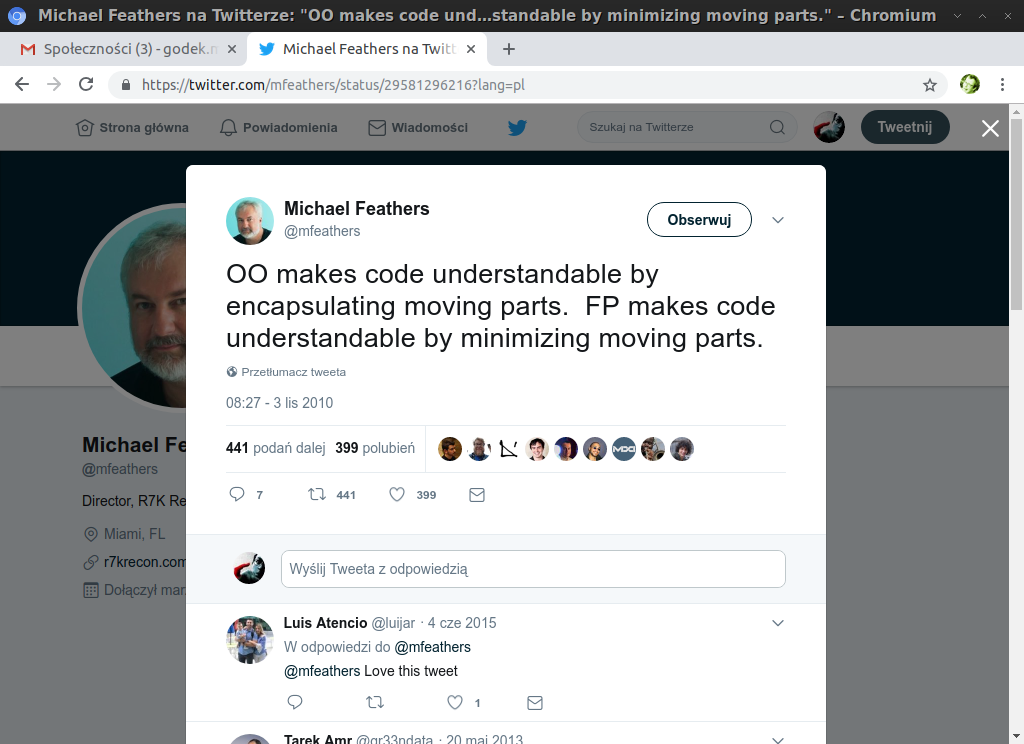 Michael Feathers na Twitterze: "OO makes code und...standable by minimizing moving parts." – Chromium
Społeczności (3) - godek.m
Michael Feathers na Twitt
https://twitter.com/mfeathers/status/29581296216?lang=pl
Strona główna
Powiadomienia
Wiadomości
Szukaj na Twitterze
Tweetnij
Michael Feathers
@mfeathers
Obserwuj
OO makes code understandable by
encapsulating moving parts.  FP makes code
understandable by minimizing moving parts.
Przetłumacz tweeta
08:27 - 3 lis 2010
441 podań dalej 399 polubień
MDQ
7 441 399
Michael Fe
@mfeathers
Director, R7K Re
Miami, FL
r7krecon.com
Dołączył mar.
Wyślij Tweeta z odpowiedzią
Luis Atencio @luijar · 4 cze 2015
W odpowiedzi do @mfeathers
@mfeathers Love this tweet
1
Tarek Amr @gr33ndata · 20 maj 2013